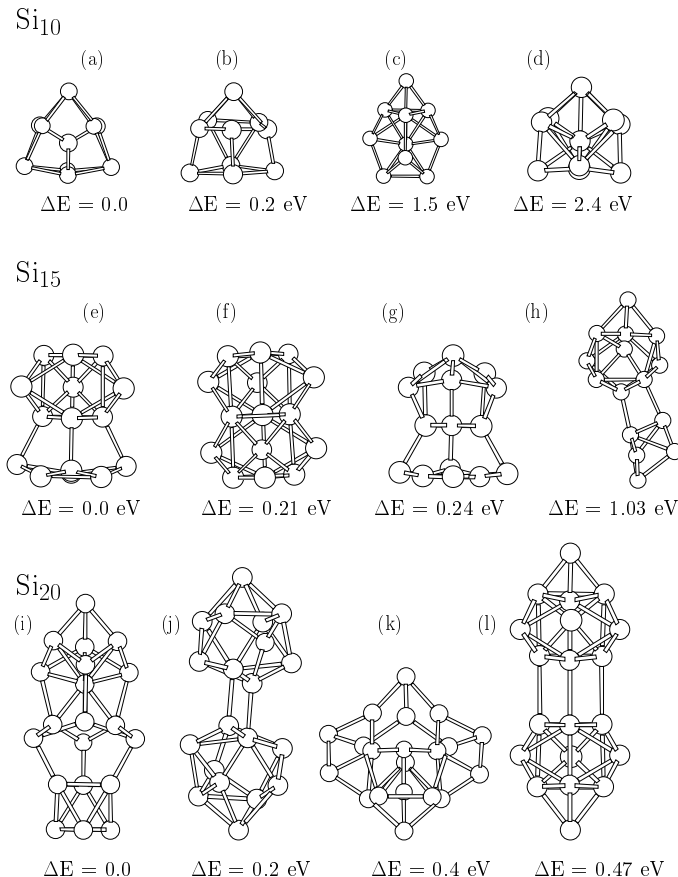 Si₁₀
(a) (b) (c) (d)
ΔE = 0.0 ΔE = 0.2 eV ΔE = 1.5 eV ΔE = 2.4 eV
Si₁₅
(e) (f) (g) (h)
ΔE = 0.0 eV ΔE = 0.21 eV ΔE = 0.24 eV ΔE = 1.03 eV
Si₂₀
(i) (j) (k) (l)
ΔE = 0.0 ΔE = 0.2 eV ΔE = 0.4 eV ΔE = 0.47 eV